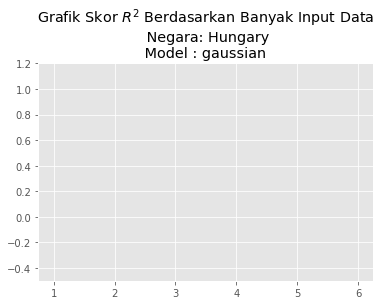 Grafik Skor $R^2$ Berdasarkan Banyak Input Data
Negara: Hungary
Model : gaussian
1.2
1.0
0.8
0.6
0.4
0.2
0.0
−0.2
−0.4
1 2 3 4 5 6